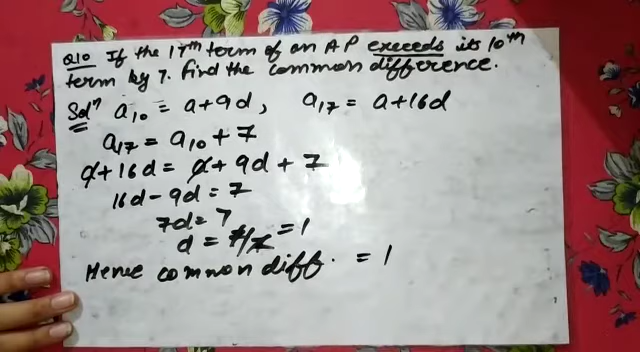 Q10 If the 17th term of an AP exceeds its 10th
term by 7. find the common difference.
Solⁿ a₁₀ = a+9d, a₁₇ = a+16d
a₁₇ = a₁₀ + 7
a+16d = a+9d+7
16d-9d = 7
7d = 7
d = 7/7 = 1
Hence common diff. = 1